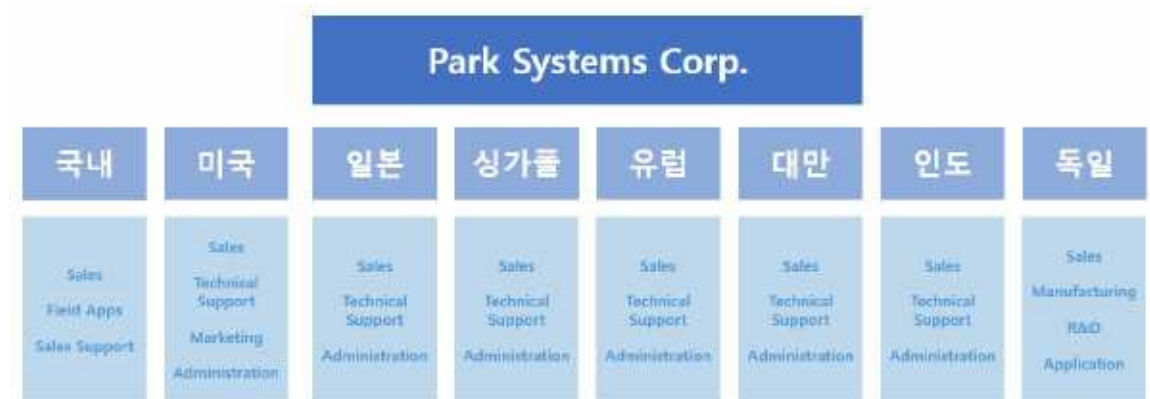 Park Systems Corp.
국내
미국
일본
싱가폴
유럽
대만
인도
독일
Sales
Field Apps
Sales Support
Sales
Technical
Support
Marketing
Administration
Sales
Technical
Support
Administration
Sales
Technical
Support
Administration
Sales
Technical
Support
Administration
Sales
Technical
Support
Administration
Sales
Technical
Support
Administration
Sales
Manufacturing
R&D
Application